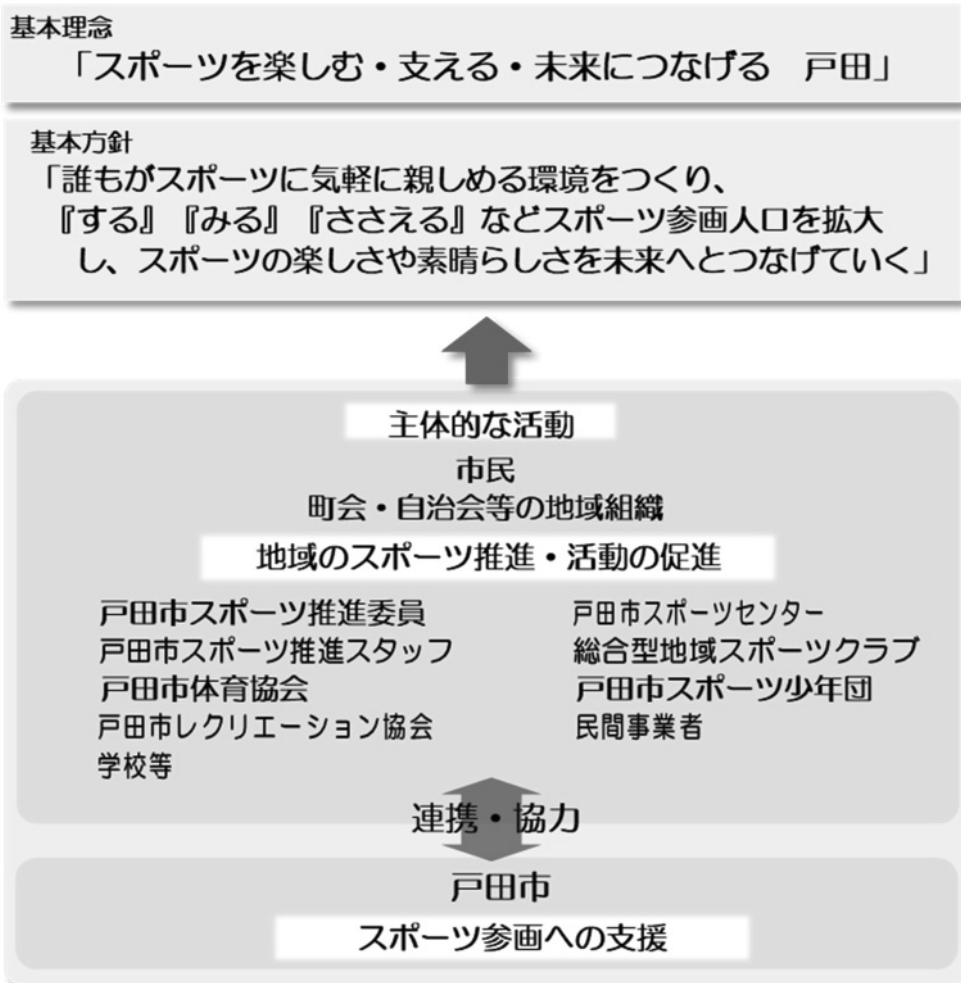 基本理念
「スポーツを楽しむ・支える・未来につなげる　戸田」
基本方針
「誰もがスポーツに気軽に親しめる環境をつくり、
『する』『みる』『ささえる』などスポーツ参画人口を拡大
し、スポーツの楽しさや素晴らしさを未来へとつなげていく」
主体的な活動
市民
町会・自治会等の地域組織
地域のスポーツ推進・活動の促進
戸田市スポーツ推進委員
戸田市スポーツ推進スタッフ
戸田市体育協会
戸田市レクリエーション協会
学校等
戸田市スポーツセンター
総合型地域スポーツクラブ
戸田市スポーツ少年団
民間事業者
連携・協力
戸田市
スポーツ参画への支援